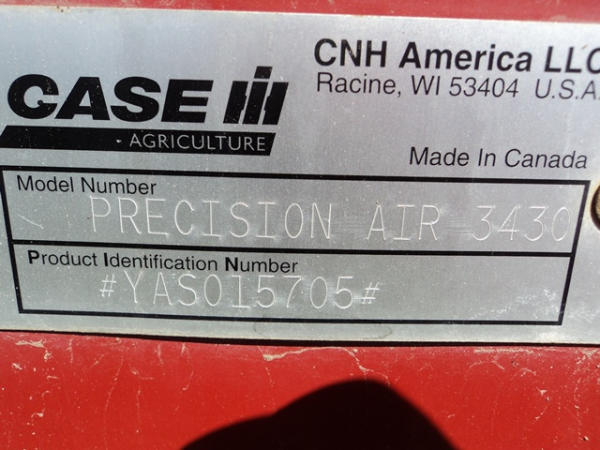 CNH America LLC
Racine, WI 53404 U.S.A.
CASE IH
AGRICULTURE
Made In Canada
Model Number
PRECISION AIR 3430
Product Identification Number
#YAS015705#